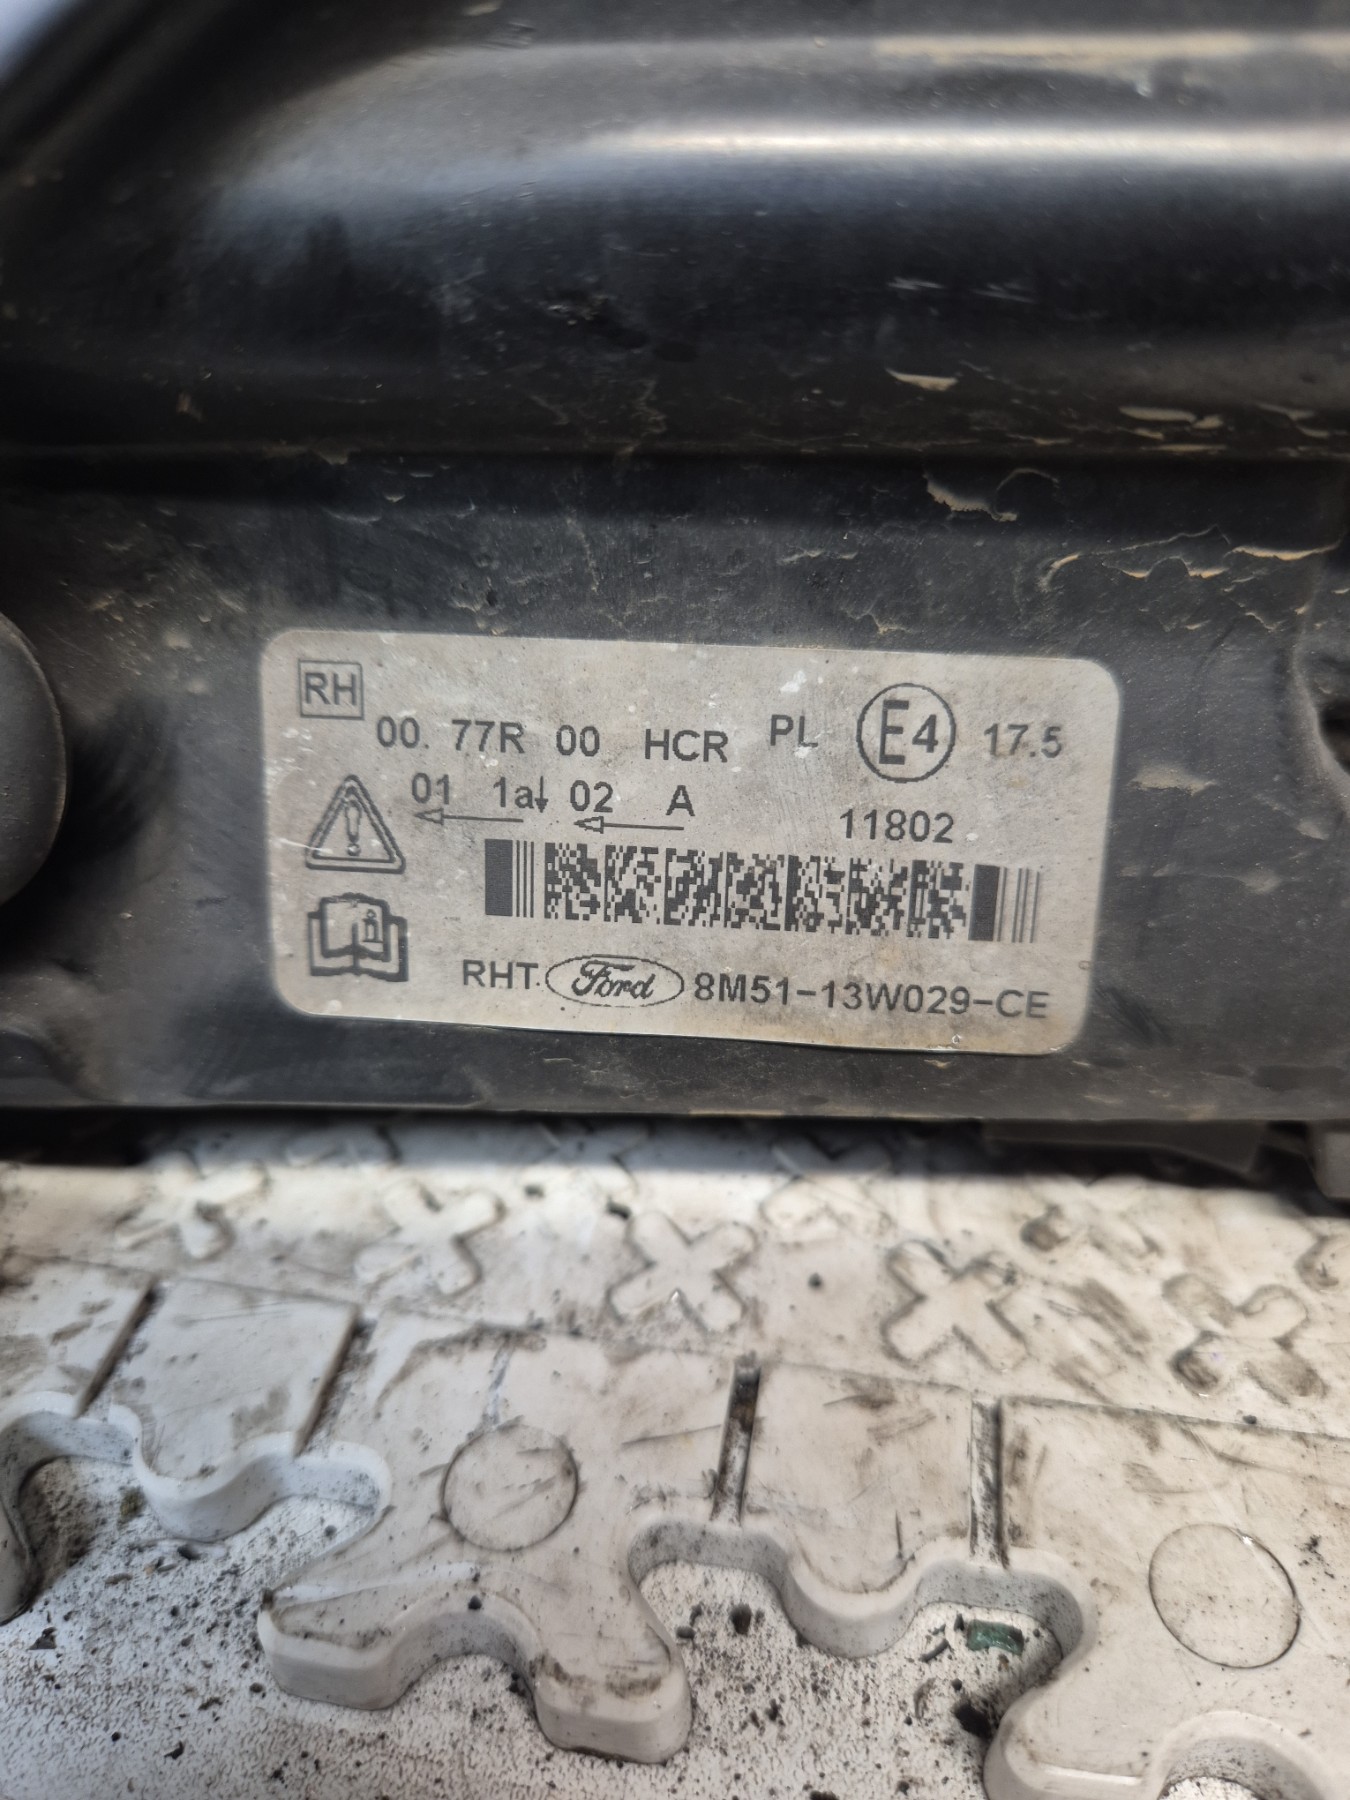 RH
00. 77R 00 HCR PL E4 17.5
01 1a↓ 02 A
11802
RHT. Ford 8M51-13W029-CE